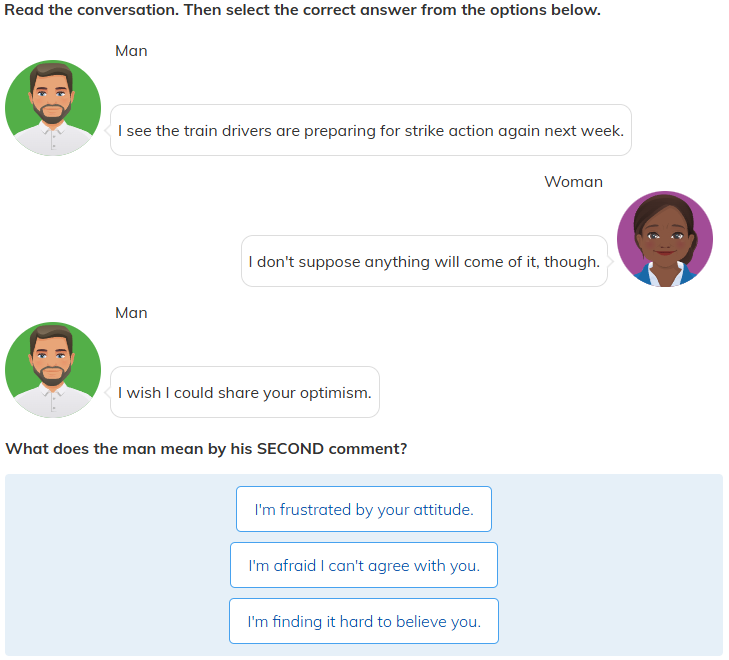 Read the conversation. Then select the correct answer from the options below.
Man
I see the train drivers are preparing for strike action again next week.
Woman
I don't suppose anything will come of it, though.
Man
I wish I could share your optimism.
What does the man mean by his SECOND comment?
I'm frustrated by your attitude.
I'm afraid I can't agree with you.
I'm finding it hard to believe you.